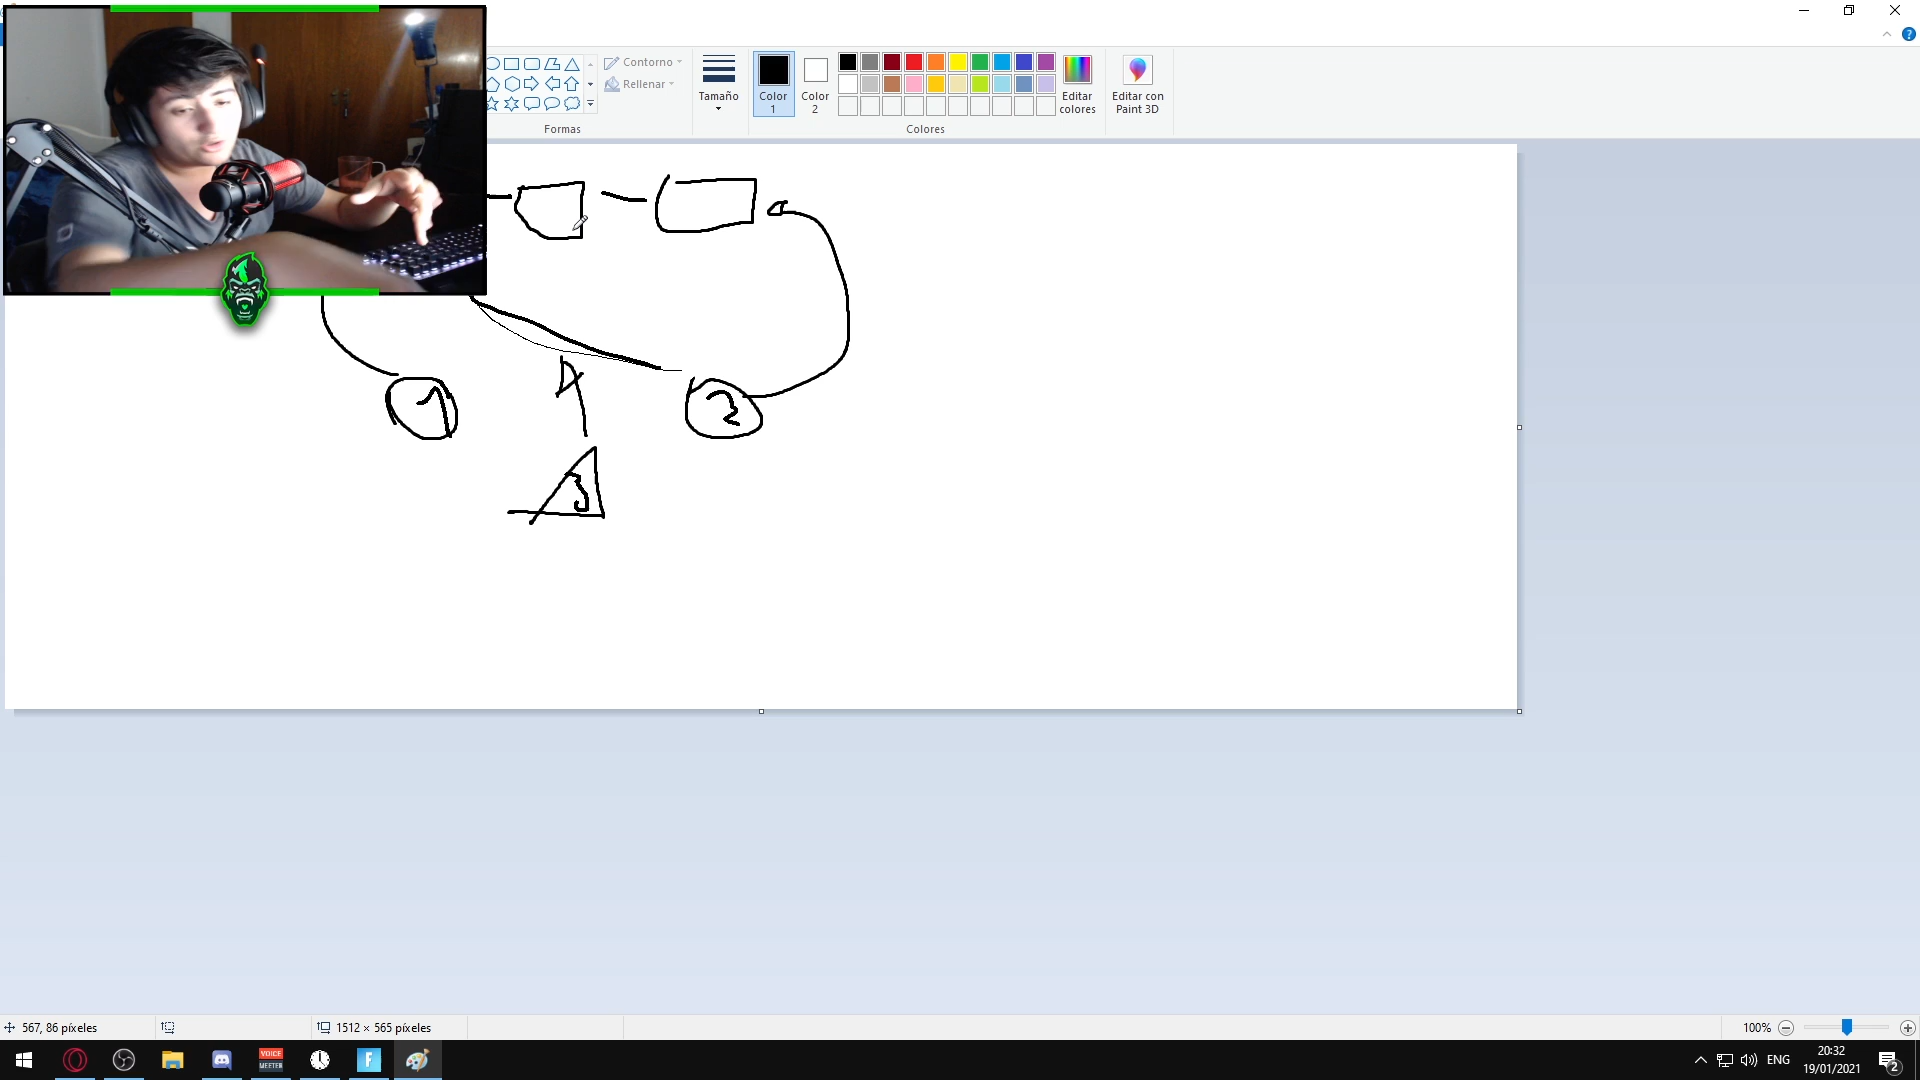 Contorno
Rellenar
Formas
Tamaño
Color
1
Color
2
Colores
Editar
colores
Editar con
Paint 3D
?
1
2
3
567, 86 píxeles
1512 × 565 píxeles
100%
VOICE
MEETER
F
ENG
20:32
19/01/2021
2